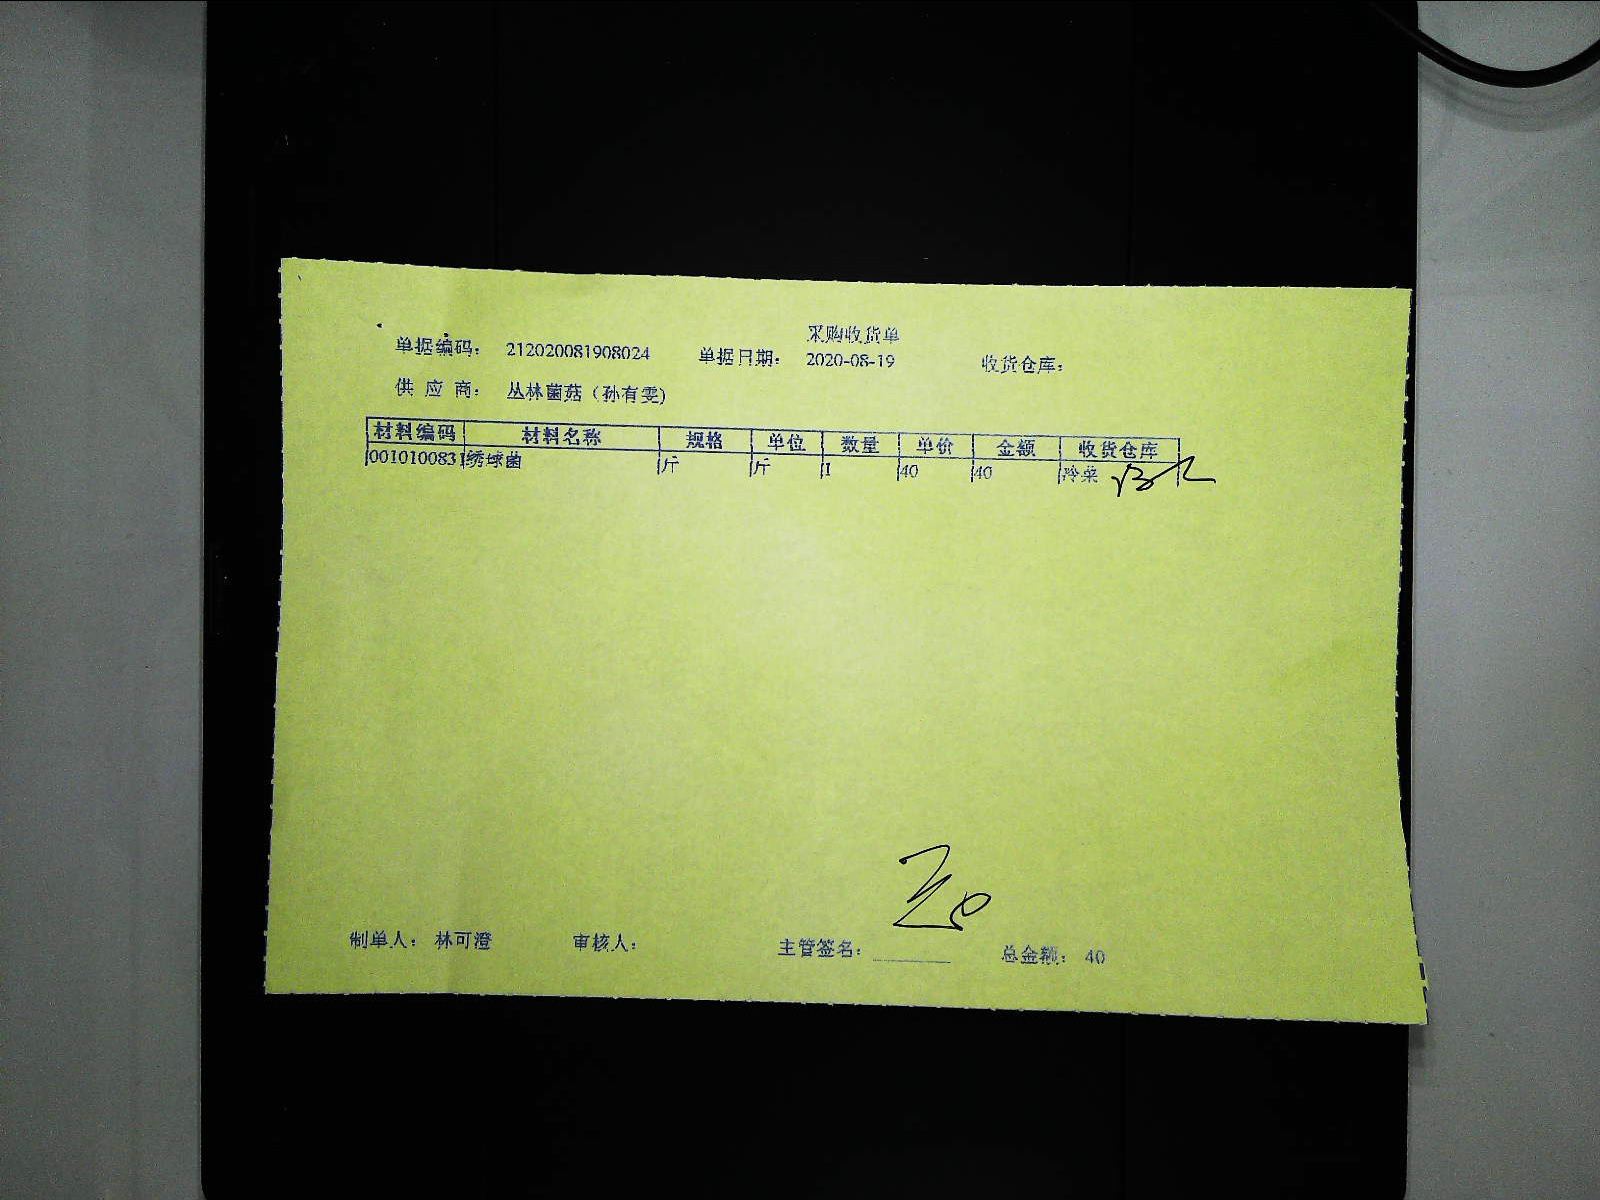 采购收货单
单据编码： 212020081908024 单据日期： 2020-08-19 收货仓库：
供 应 商： 丛林菌菇（孙有雯）
材料编码 材料名称 规格 单位 数量 单价 金额 收货仓库
0010100831 绣球菌 斤 斤 1 40 40 冷菜
制单人： 林可澄 审核人： 主管签名： 总金额： 40